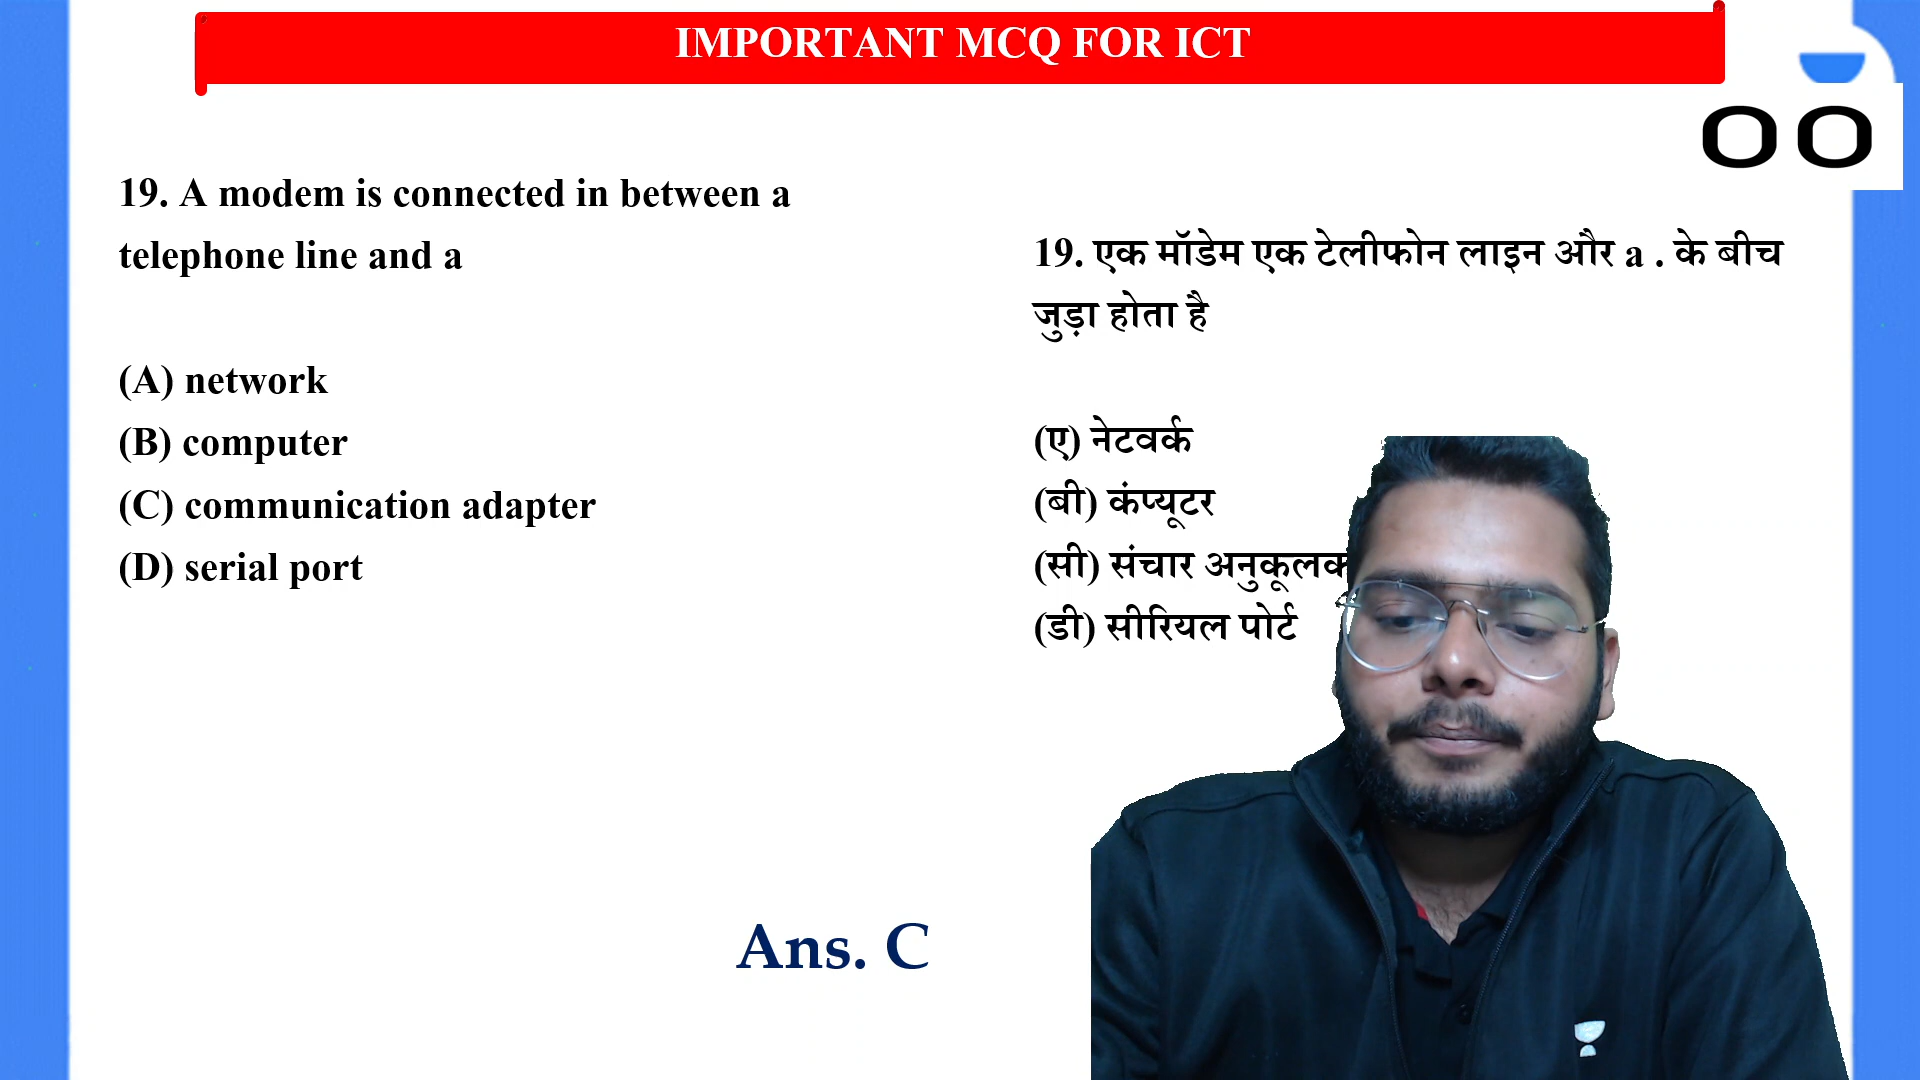 IMPORTANT MCQ FOR ICT
19. A modem is connected in between a
telephone line and a
(A) network
(B) computer
(C) communication adapter
(D) serial port
19. एक मॉडेम एक टेलीफोन लाइन और a . के बीच
जुड़ा होता है
(ए) नेटवर्क
(बी) कंप्यूटर
(सी) संचार अनुकूलक
(डी) सीरियल पोर्ट
Ans. C